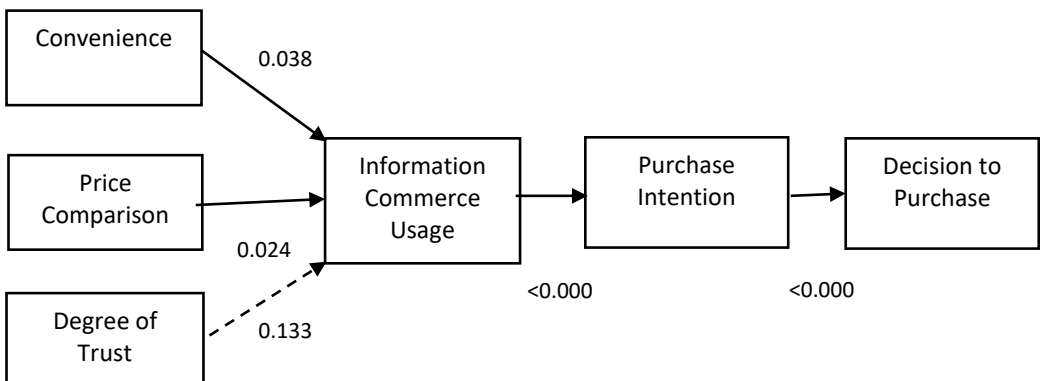 Convenience
0.038
Price
Comparison
0.024
Degree of
Trust
0.133
Information
Commerce
Usage
<0.000
Purchase
Intention
<0.000
Decision to
Purchase